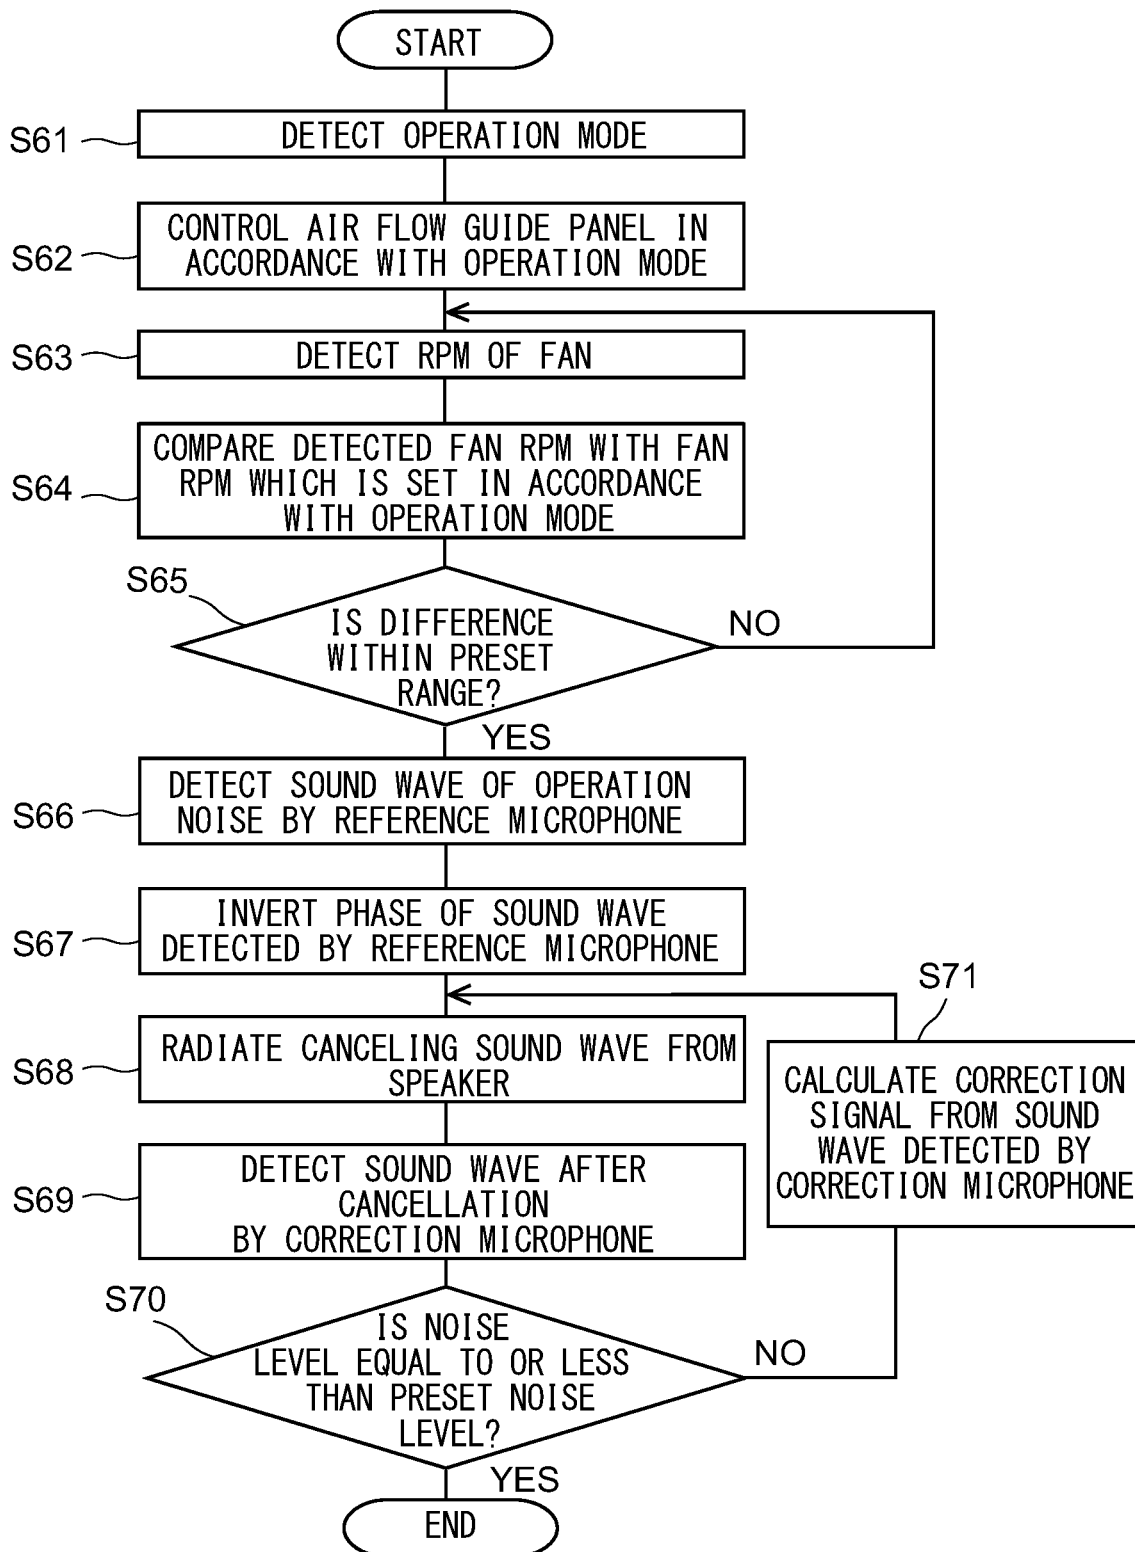 START
S61
DETECT OPERATION MODE
S62
CONTROL AIR FLOW GUIDE PANEL IN
ACCORDANCE WITH OPERATION MODE
S63
DETECT RPM OF FAN
S64
COMPARE DETECTED FAN RPM WITH FAN
RPM WHICH IS SET IN ACCORDANCE
WITH OPERATION MODE
S65
IS DIFFERENCE
WITHIN PRESET
RANGE?
NO
YES
S66
DETECT SOUND WAVE OF OPERATION
NOISE BY REFERENCE MICROPHONE
S67
INVERT PHASE OF SOUND WAVE
DETECTED BY REFERENCE MICROPHONE
S68
RADIATE CANCELING SOUND WAVE FROM
SPEAKER
S69
DETECT SOUND WAVE AFTER
CANCELLATION
BY CORRECTION MICROPHONE
S70
IS NOISE
LEVEL EQUAL TO OR LESS
THAN PRESET NOISE
LEVEL?
NO
S71
CALCULATE CORRECTION
SIGNAL FROM SOUND
WAVE DETECTED BY
CORRECTION MICROPHONE
YES
END